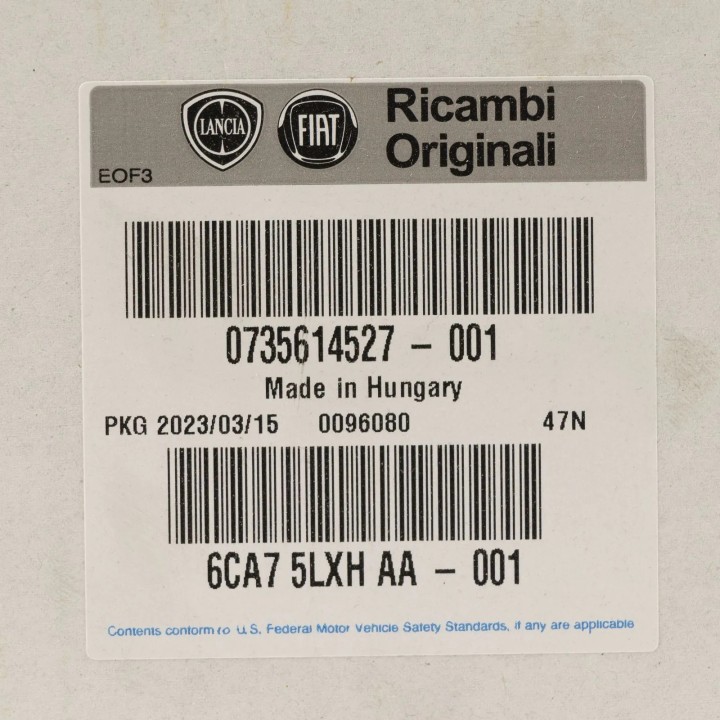 LANCIA FIAT Ricambi
Originali
EOF3
0735614527 - 001
Made in Hungary
PKG 2023/03/15 0096080 47N
6CA7 5LXH AA - 001
Contents conform to U.S. Federal Motor Vehicle Safety Standards, if any are applicable